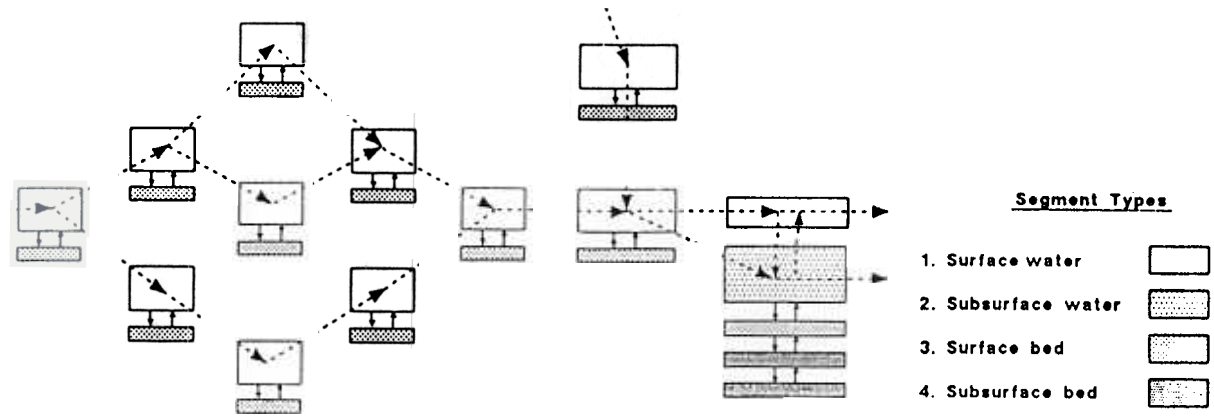 Segment Types
1. Surface water
2. Subsurface water
3. Surface bed
4. Subsurface bed